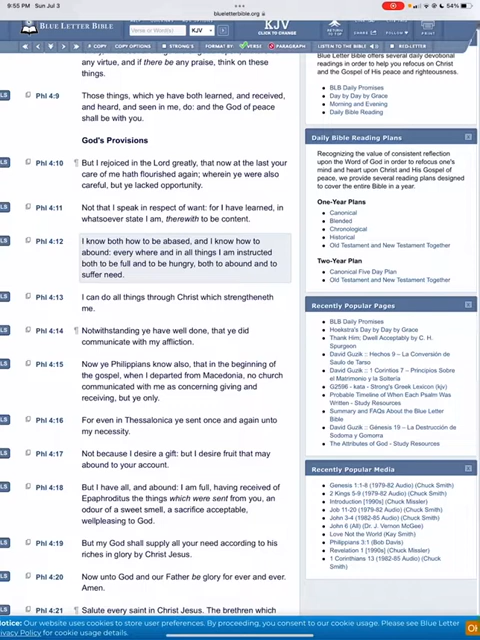 9:55 PM Sun Jul 3
54%
blueletterbible.org
BLUE LETTER BIBLE
KJV
CLICK TO CHANGE
Verse or Word(s)
KJV
SHARE
FOLLOW
COPY
COPY OPTIONS
STRONG'S
FORMAT BY
VERSE
PARAGRAPH
LISTEN TO THE BIBLE
RED-LETTER
any virtue, and if there be any praise, think on these
things.
LS
Phl 4:9
Those things, which ye have both learned, and received,
and heard, and seen in me, do: and the God of peace
shall be with you.
God's Provisions
LS
Phl 4:10
¶ But I rejoiced in the Lord greatly, that now at the last your
care of me hath flourished again; wherein ye were also
careful, but ye lacked opportunity.
LS
Phl 4:11
Not that I speak in respect of want: for I have learned, in
whatsoever state I am, therewith to be content.
LS
Phl 4:12
I know both how to be abased, and I know how to
abound: every where and in all things I am instructed
both to be full and to be hungry, both to abound and to
suffer need.
LS
Phl 4:13
I can do all things through Christ which strengtheneth
me.
LS
Phl 4:14
¶ Notwithstanding ye have well done, that ye did
communicate with my affliction.
LS
Phl 4:15
Now ye Philippians know also, that in the beginning of
the gospel, when I departed from Macedonia, no church
communicated with me as concerning giving and
receiving, but ye only.
LS
Phl 4:16
For even in Thessalonica ye sent once and again unto
my necessity.
LS
Phl 4:17
Not because I desire a gift: but I desire fruit that may
abound to your account.
LS
Phl 4:18
But I have all, and abound: I am full, having received of
Epaphroditus the things which were sent from you, an
odour of a sweet smell, a sacrifice acceptable,
wellpleasing to God.
LS
Phl 4:19
But my God shall supply all your need according to his
riches in glory by Christ Jesus.
LS
Phl 4:20
Now unto God and our Father be glory for ever and ever.
Amen.
LS
Phl 4:21
¶ Salute every saint in Christ Jesus. The brethren which
Blue Letter Bible offers several daily devotional
readings in order to help you refocus on Christ
and the Gospel of His peace and righteousness.
BLB Daily Promises
Day by Day by Grace
Morning and Evening
Daily Bible Reading
Daily Bible Reading Plans
Recognizing the value of consistent reflection
upon the Word of God in order to refocus one's
mind and heart upon Christ and His Gospel of
peace, we provide several reading plans designed
to cover the entire Bible in a year.
One-Year Plans
Canonical
Blended
Chronological
Historical
Old Testament and New Testament Together
Two-Year Plan
Canonical Five Day Plan
Old Testament and New Testament Together
Recently Popular Pages
BLB Daily Promises
Hoekstra's Day by Day by Grace
Thank Him; Dwell Acceptably by C. H.
Spurgeon
David Guzik :: Hechos 9 – La Conversión de
Saulo de Tarso
David Guzik :: 1 Corintios 7 – Principios Sobre
el Matrimonio y la Soltería
G2596 - kata - Strong's Greek Lexicon (kjv)
Probable Timeline of When Each Psalm Was
Written - Study Resources
Summary and FAQs About the Blue Letter
Bible
David Guzik :: Génesis 19 – La Destrucción de
Sodoma y Gomorra
The Attributes of God - Study Resources
Recently Popular Media
Genesis 1:1-8 (1979-82 Audio) (Chuck Smith)
2 Kings 5-9 (1979-82 Audio) (Chuck Smith)
Introduction [1990s] (Chuck Missler)
Job 11-20 (1979-82 Audio) (Chuck Smith)
John 3-4 (1982-85 Audio) (Chuck Smith)
John 6 (All) (Dr. J. Vernon McGee)
Love Not the World (Kay Smith)
Philippians 3:1 (Bob Davis)
Revelation 1 [1990s] (Chuck Missler)
1 Corinthians 13 (1982-85 Audio) (Chuck
Smith)
Notice: Our website uses cookies to store user preferences. By proceeding, you consent to our cookie usage. Please see Blue Letter
Privacy Policy for cookie usage details.